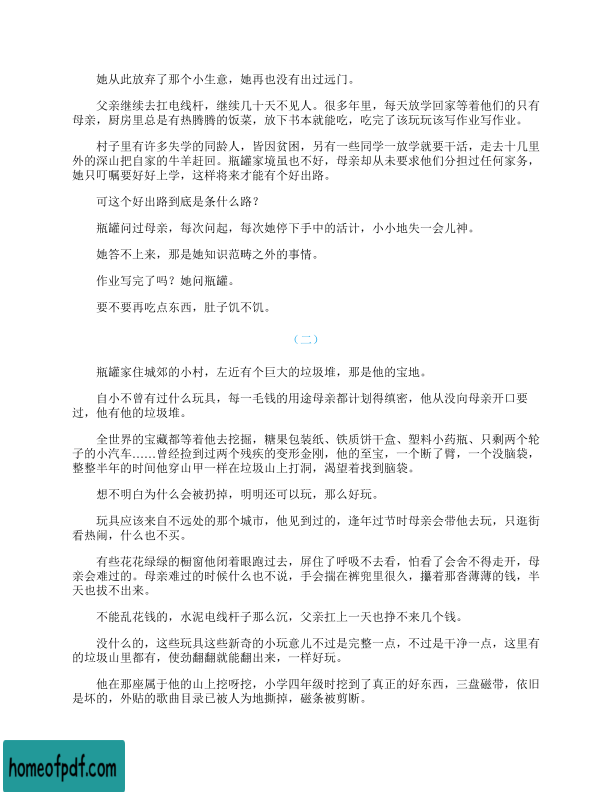 她从此放弃了那个小生意，她再也没有出过远门。
父亲继续去扛电线杆，继续几十天不见人。很多年里，每天放学回家等着他们的只有
母亲，厨房里总是有热腾腾的饭菜，放下书本就能吃，吃完了该玩玩该写作业写作业。
村子里有许多失学的同龄人，皆因贫困，另有一些同学一放学就要干活，走去十几里
外的深山把自家的牛羊赶回。瓶罐家境虽也不好，母亲却从未要求他们分担过任何家务，
她只叮嘱要好好上学，这样将来才能有个好出路。
可这个好出路到底是条什么路？
瓶罐问过母亲，每次问起，每次她停下手中的活计，小小地失一会儿神。
她答不上来，那是她知识范畴之外的事情。
作业写完了吗？她问瓶罐。
要不要再吃点东西，肚子饥不饥。
（二）
瓶罐家住城郊的小村，左近有个巨大的垃圾堆，那是他的宝地。
自小不曾有过什么玩具，每一毛钱的用途母亲都计划得缜密，他从没向母亲开口要
过，他有他的垃圾堆。
全世界的宝藏都等着他去挖掘，糖果包装纸、铁质饼干盒、塑料小药瓶、只剩两个轮
子的小汽车……曾经捡到过两个残疾的变形金刚，他的至宝，一个断了臂，一个没脑袋，
整整半年的时间他穿山甲一样在垃圾山上打洞，渴望着找到脑袋。
想不明白为什么会被扔掉，明明还可以玩，那么好玩。
玩具应该来自不远处的那个城市，他见到过的，逢年过节时母亲会带他去玩，只逛街
看热闹，什么也不买。
有些花花绿绿的橱窗他闭着眼跑过去，屏住了呼吸不去看，怕看了会舍不得走开，母
亲会难过的。母亲难过的时候什么也不说，手会揣在裤兜里很久，攥着那沓薄薄的钱，半
天也拔不出来。
不能乱花钱的，水泥电线杆子那么沉，父亲扛上一天也挣不来几个钱。
没什么的，这些玩具这些新奇的小玩意儿不过是完整一点，不过是干净一点，这里有
的垃圾山里都有，使劲翻翻就能翻出来，一样好玩。
他在那座属于他的山上挖呀挖，小学四年级时挖到了真正的好东西，三盘磁带，依旧
是坏的，外贴的歌曲目录已被人为地撕掉，磁条被剪断。
homeofpdf.com